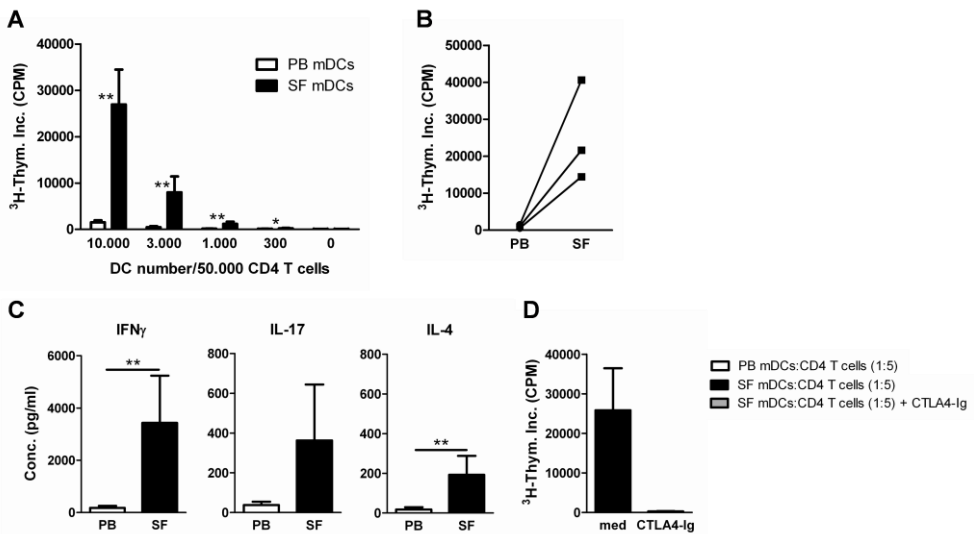 A
³H-Thym. Inc. (CPM)
40000
30000
20000
10000
0
PB mDCs
SF mDCs
**
**
**
*
10.000 3.000 1.000 300 0
DC number/50.000 CD4 T cells
B
³H-Thym. Inc. (CPM)
50000
40000
30000
20000
10000
0
PB SF
C
IFNγ
Conc. (pg/ml)
6000
4000
2000
0
**
PB SF
IL-17
800
600
400
200
0
PB SF
IL-4
800
600
400
200
0
**
PB SF
D
³H-Thym. Inc. (CPM)
40000
30000
20000
10000
0
med CTLA4-Ig
PB mDCs:CD4 T cells (1:5)
SF mDCs:CD4 T cells (1:5)
SF mDCs:CD4 T cells (1:5) + CTLA4-Ig